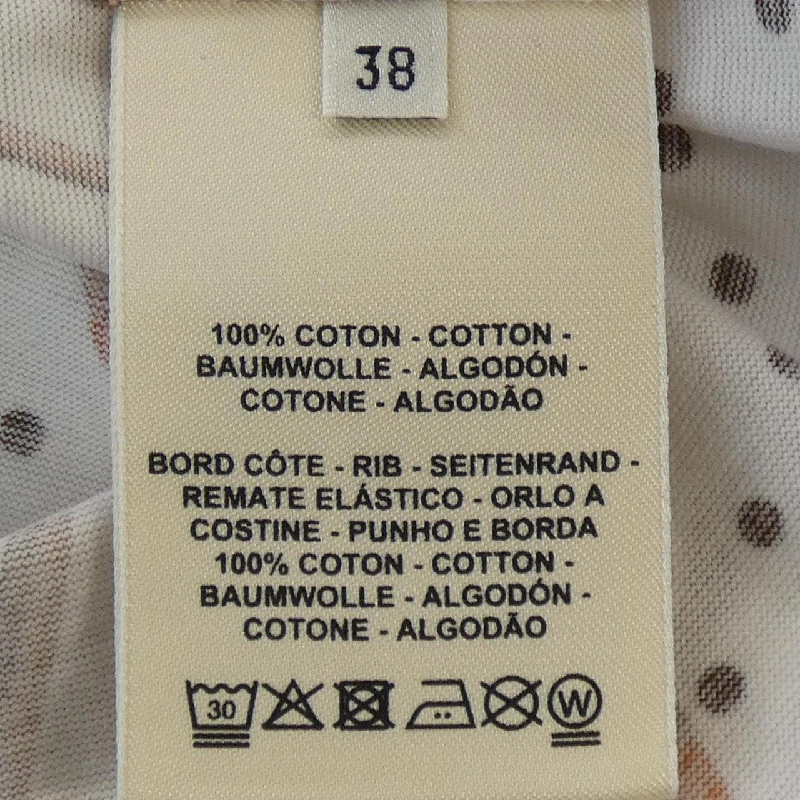 38
100% COTON - COTTON -
BAUMWOLLE - ALGODÓN -
COTONE - ALGODÃO
BORD CÔTE - RIB - SEITENRAND -
REMATE ELÁSTICO - ORLO A
COSTINE - PUNHO E BORDA
100% COTON - COTTON -
BAUMWOLLE - ALGODÓN -
COTONE - ALGODÃO
30 W